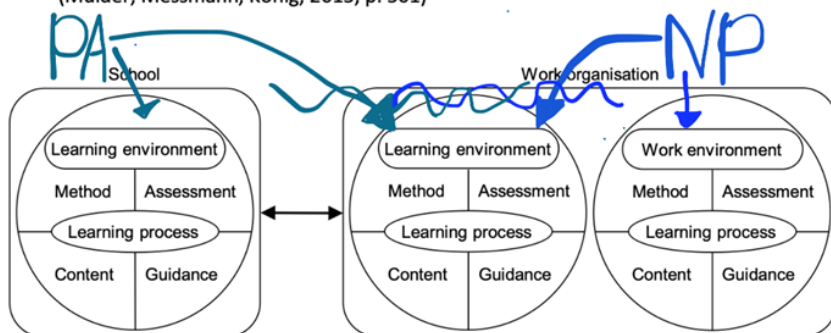 (Mulder, Messmann, König, 2015, p. 501)
PA NP
School Work organisation
Learning environment Learning environment Work environment
Method Assessment Method Assessment Method Assessment
Learning process Learning process Learning process
Content Guidance Content Guidance Content Guidance